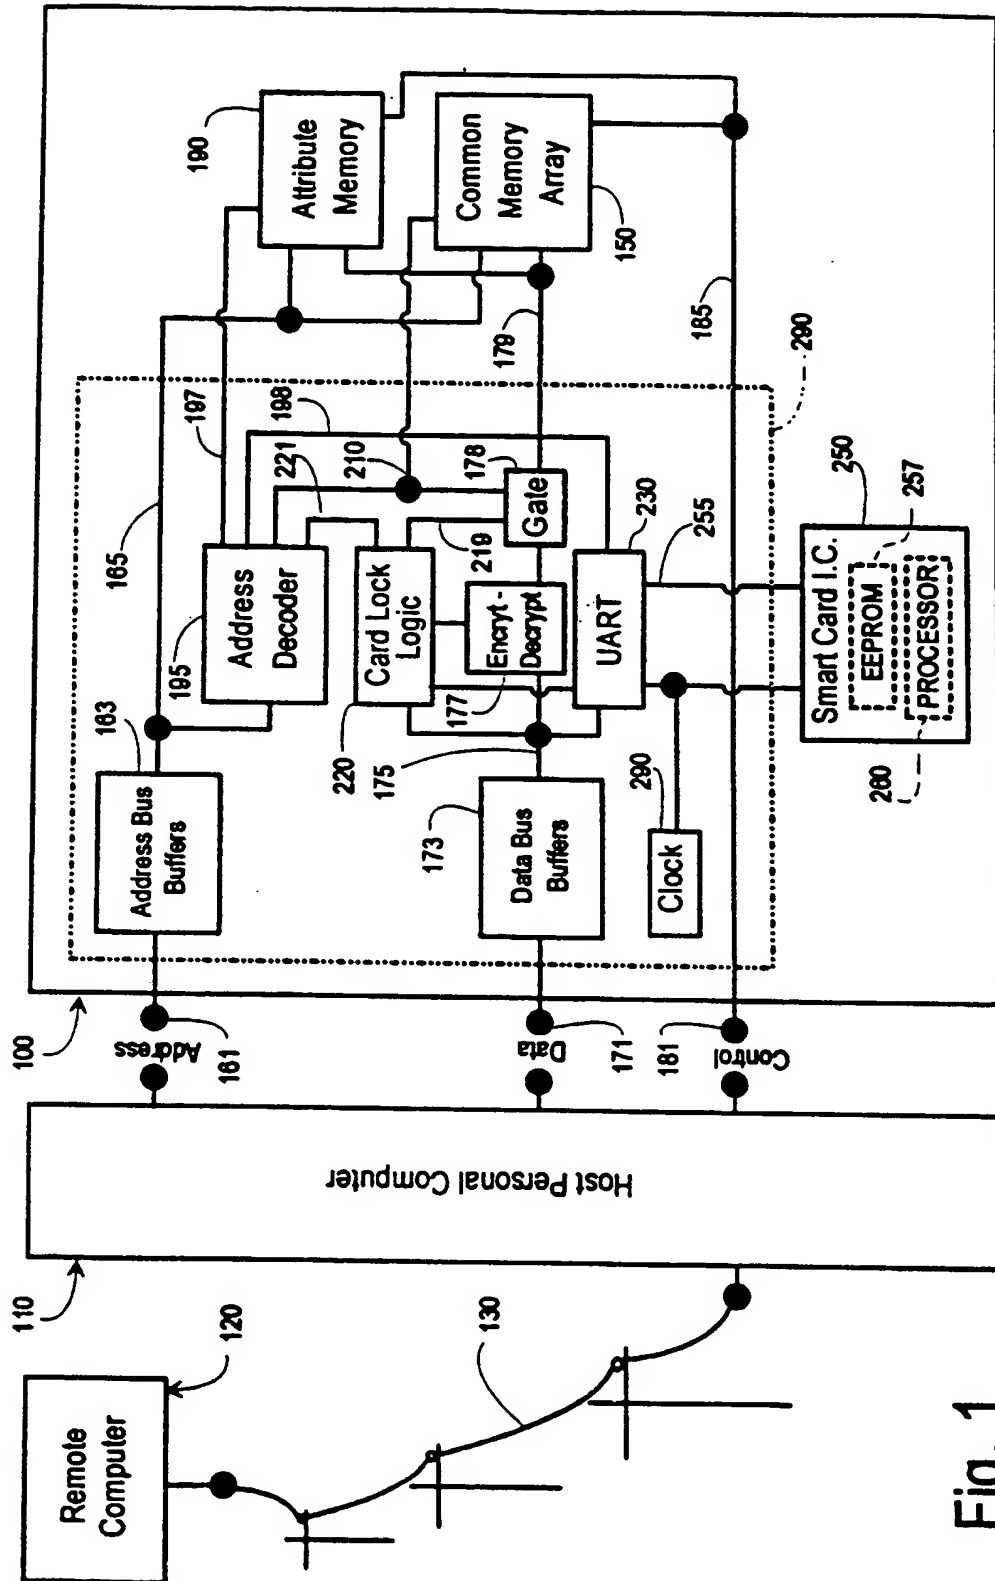 Remote
Computer
120
110
130
Host Personal Computer
100
Control
Data
Address
181
171
161
290
Clock
Data Bus
Buffers
173
Address Bus
Buffers
163
260
175
220
177
195
165
Smart Card I.C.
EEPROM
PROCESSOR
UART
Encryt -
Decrypt
Card Lock
Logic
Address
Decoder
250
257
255
230
219
Gate
178
210
221
198
197
290
185
179
150
Common
Memory
Array
Attribute
Memory
190
Fig. 1